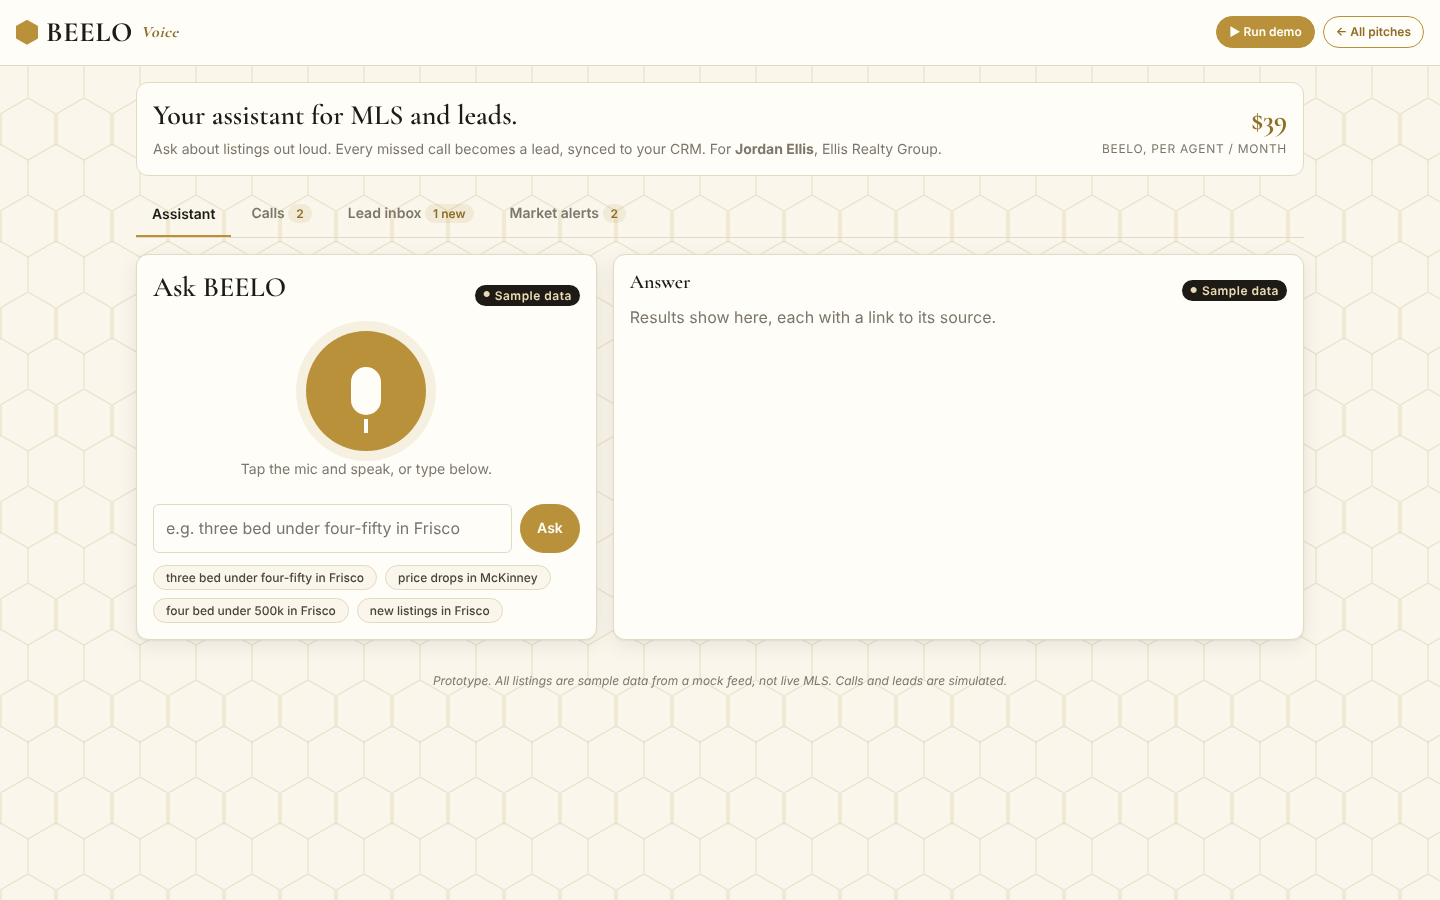 BEELO Voice
▶ Run demo
← All pitches
Your assistant for MLS and leads.
Ask about listings out loud. Every missed call becomes a lead, synced to your CRM. For Jordan Ellis, Ellis Realty Group.
$39
BEELO, PER AGENT / MONTH
Assistant
Calls 2
Lead inbox 1 new
Market alerts 2
Ask BEELO
Sample data
Tap the mic and speak, or type below.
e.g. three bed under four-fifty in Frisco
Ask
three bed under four-fifty in Frisco
price drops in McKinney
four bed under 500k in Frisco
new listings in Frisco
Answer
Sample data
Results show here, each with a link to its source.
Prototype. All listings are sample data from a mock feed, not live MLS. Calls and leads are simulated.